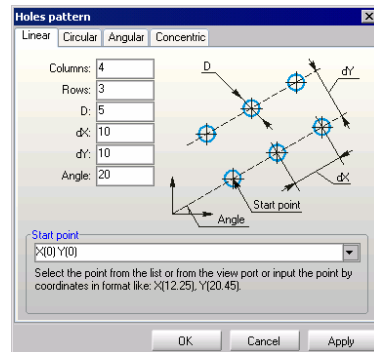 Holes pattern
Linear Circular Angular Concentric
Columns: 4
Rows: 3
D: 5
dX: 10
dY: 10
Angle: 20
D
dY
dX
Start point
Angle
Start point
X(0) Y(0)
Select the point from the list or from the view port or input the point by
coordinates in format like: X(12.25), Y(20.45).
OK Cancel Apply